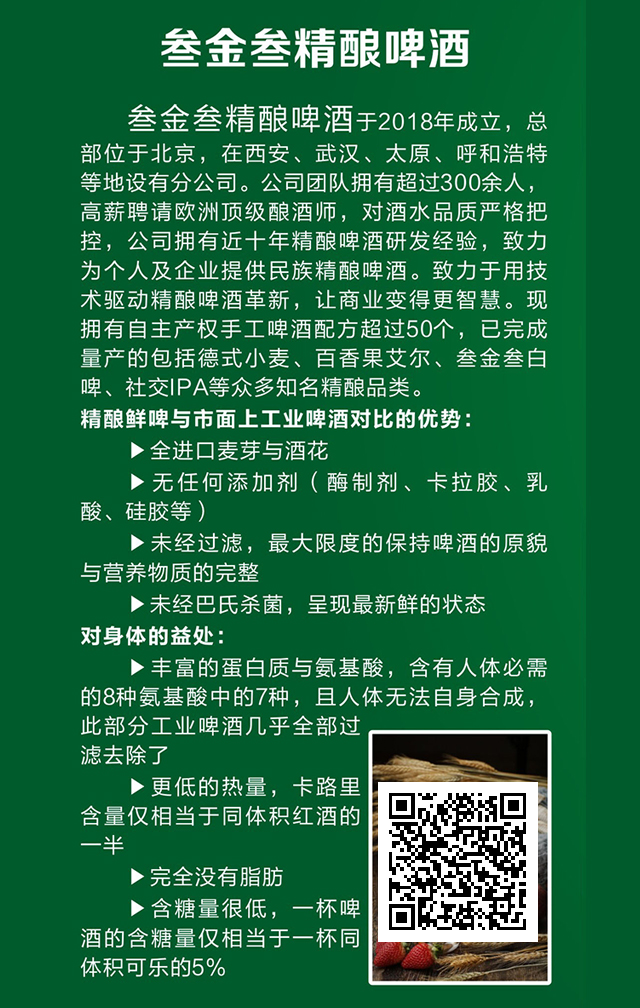 叁金叁精酿啤酒
叁金叁精酿啤酒于2018年成立，总
部位于北京，在西安、武汉、太原、呼和浩特
等地设有分公司。公司团队拥有超过300余人，
高薪聘请欧洲顶级酿酒师，对酒水品质严格把
控，公司拥有近十年精酿啤酒研发经验，致力
为个人及企业提供民族精酿啤酒。致力于用技
术驱动精酿啤酒革新，让商业变得更智慧。现
拥有自主产权手工啤酒配方超过50个，已完成
量产的包括德式小麦、百香果艾尔、叁金叁白
啤、社交IPA等众多知名精酿品类。
精酿鲜啤与市面上工业啤酒对比的优势：
▶全进口麦芽与酒花
▶无任何添加剂（酶制剂、卡拉胶、乳
酸、硅胶等）
▶未经过滤，最大限度的保持啤酒的原貌
与营养物质的完整
▶未经巴氏杀菌，呈现最新鲜的状态
对身体的益处：
▶丰富的蛋白质与氨基酸，含有人体必需
的8种氨基酸中的7种，且人体无法自身合成，
此部分工业啤酒几乎全部过
滤去除了
▶更低的热量，卡路里
含量仅相当于同体积红酒的
一半
▶完全没有脂肪
▶含糖量很低，一杯啤
酒的含糖量仅相当于一杯同
体积可乐的5%